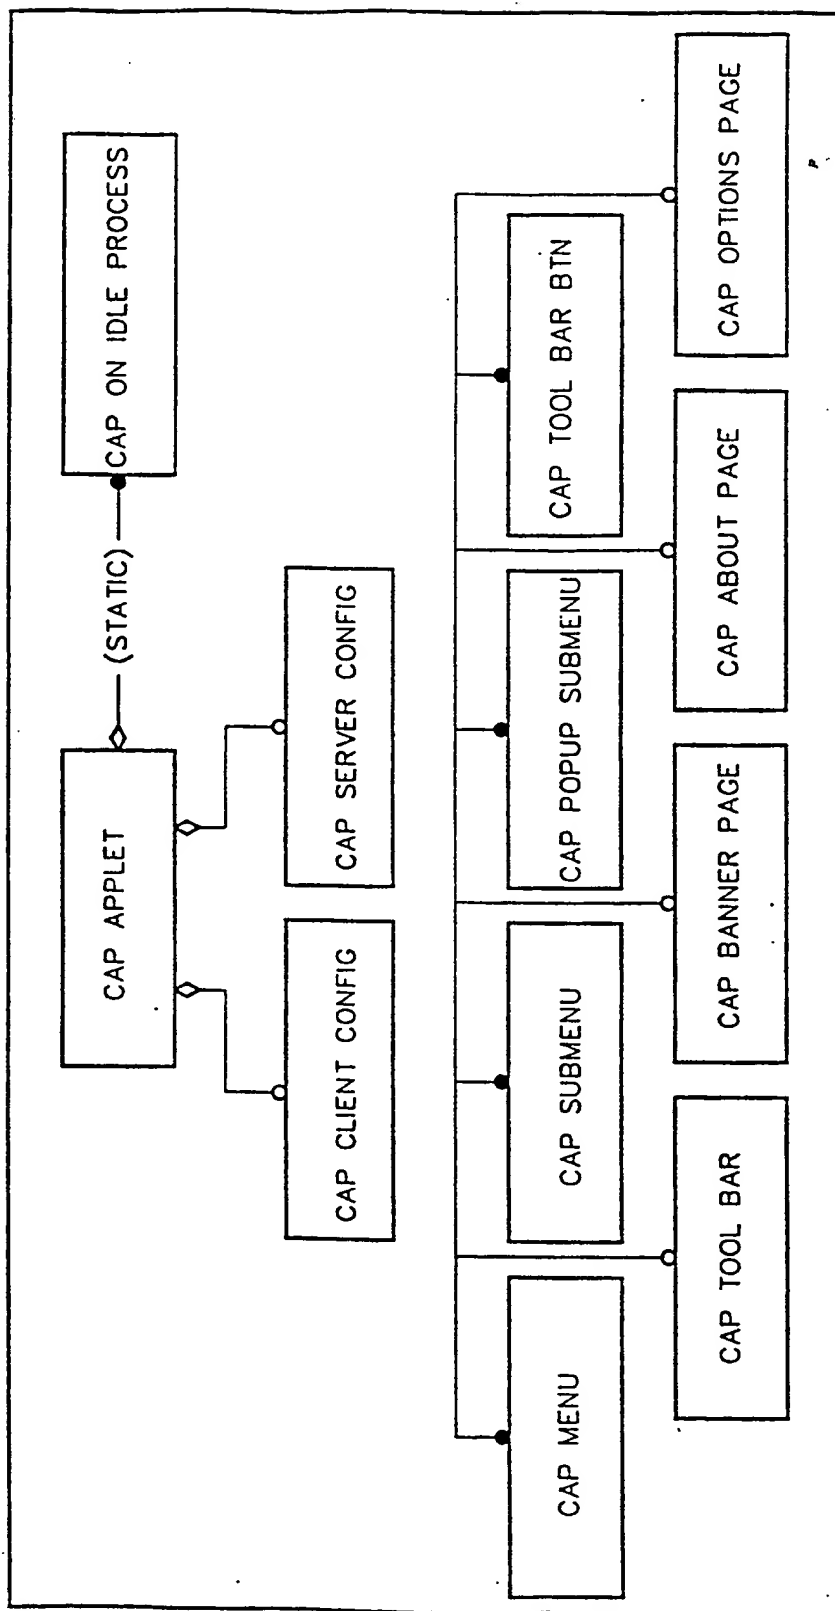 CAP APPLET
(STATIC)
CAP ON IDLE PROCESS
CAP CLIENT CONFIG
CAP SERVER CONFIG
CAP MENU
CAP SUBMENU
CAP POPUP SUBMENU
CAP TOOL BAR BTN
CAP TOOL BAR
CAP BANNER PAGE
CAP ABOUT PAGE
CAP OPTIONS PAGE